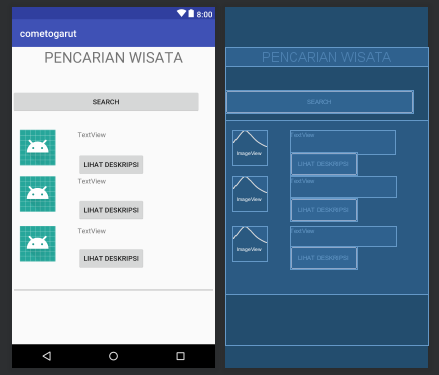 8:00
cometogarut
PENCARIAN WISATA
SEARCH
TextView
LIHAT DESKRIPSI
TextView
LIHAT DESKRIPSI
TextView
LIHAT DESKRIPSI
PENCARIAN WISATA
SEARCH
TextView
ImageView
LIHAT DESKRIPSI
TextView
ImageView
LIHAT DESKRIPSI
TextView
ImageView
LIHAT DESKRIPSI